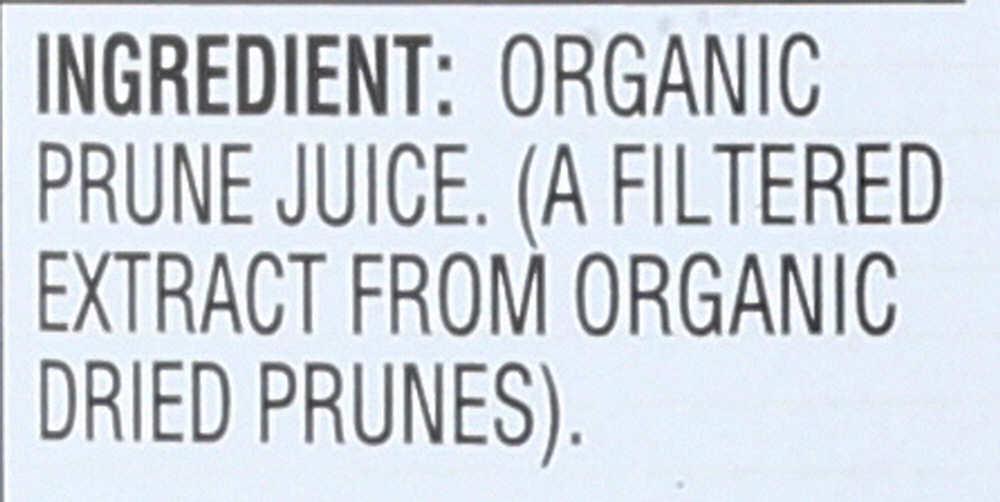 INGREDIENT: ORGANIC
PRUNE JUICE. (A FILTERED
EXTRACT FROM ORGANIC
DRIED PRUNES).